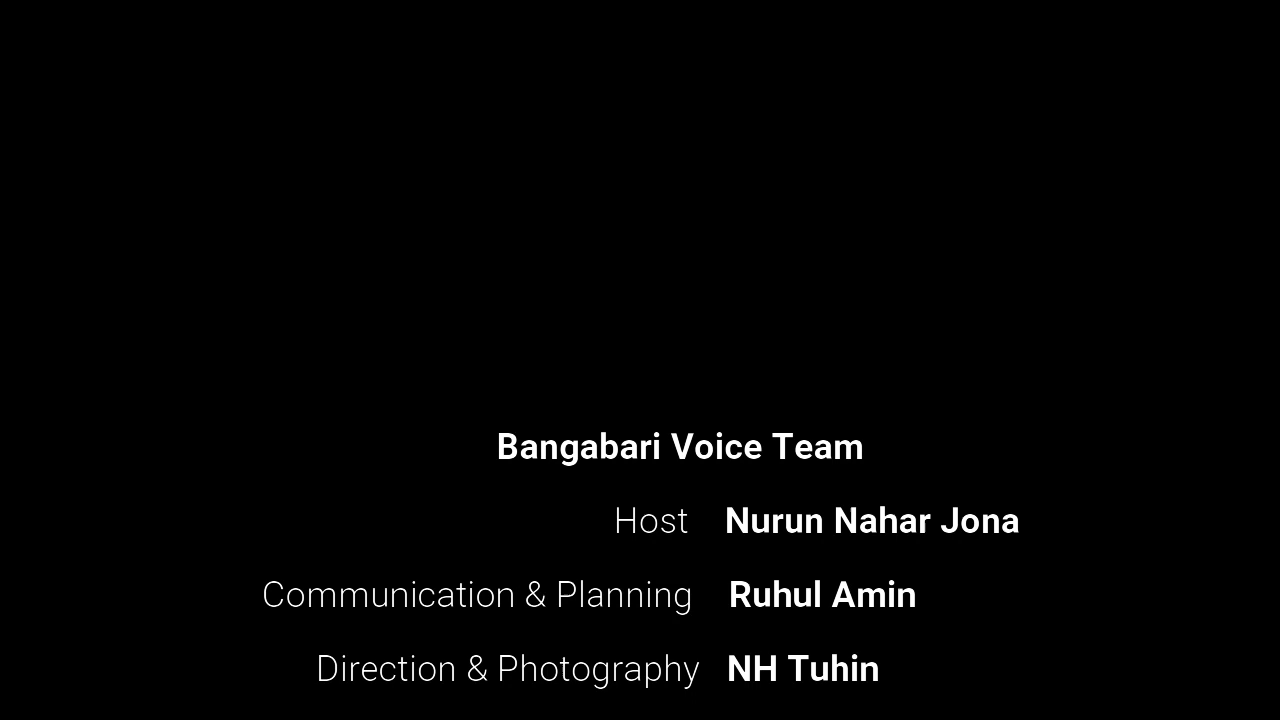 Bangabari Voice Team
Host Nurun Nahar Jona
Communication & Planning Ruhul Amin
Direction & Photography NH Tuhin